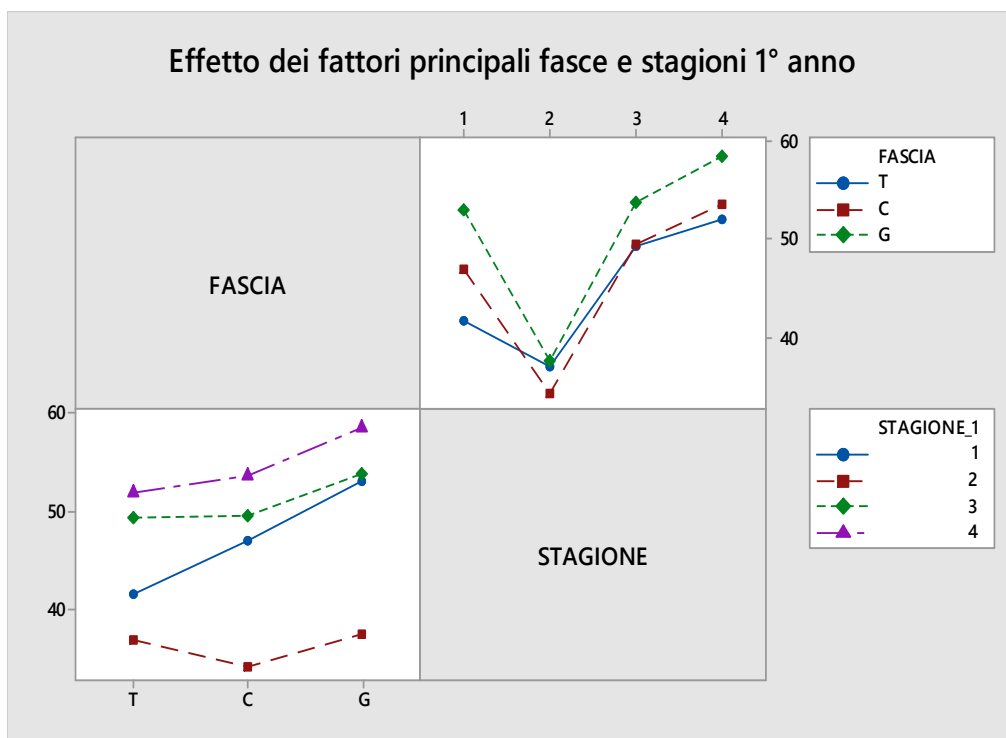 Effetto dei fattori principali fasce e stagioni 1° anno
1 2 3 4
60
50
40
FASCIA
T
C
G
FASCIA
60
50
40
STAGIONE
STAGIONE_1
1
2
3
4
T C G